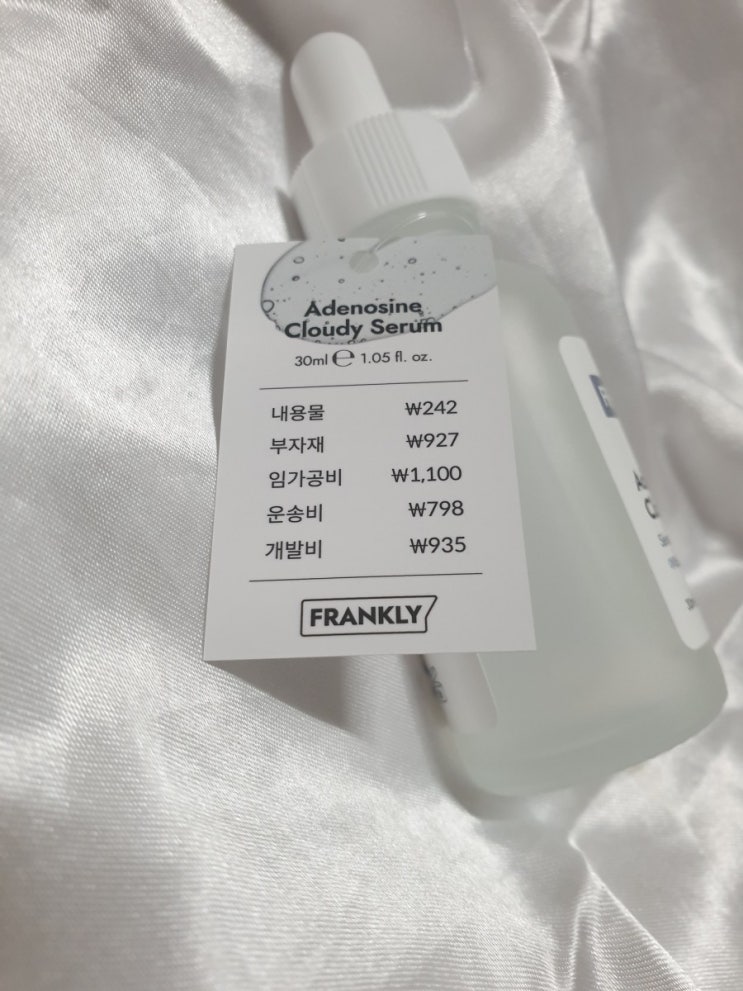 Adenosine
Cloudy Serum
30ml ℮ 1.05 fl. oz.
내용물 ₩242
부자재 ₩927
임가공비 ₩1,100
운송비 ₩798
개발비 ₩935
FRANKLY